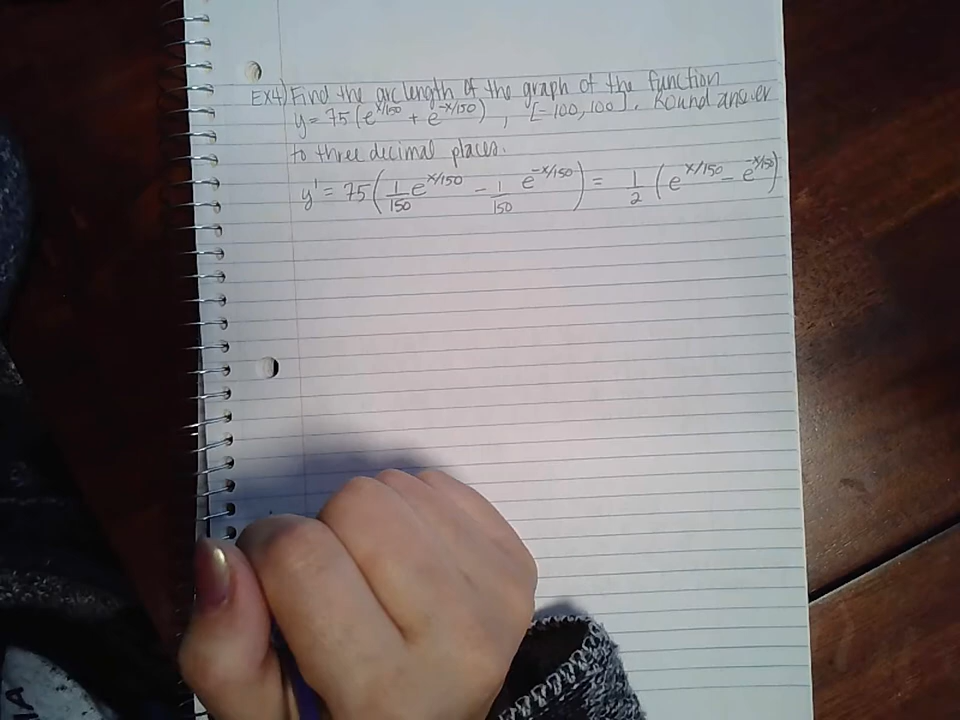 Ex4) Find the arc length of the graph of the function
y = 75(e^(x/150) + e^(-x/150)), [-100, 100]. Round answer
to three decimal places.
y' = 75(1/150 e^(x/150) - 1/150 e^(-x/150)) = 1/2 (e^(x/150) - e^(-x/150))